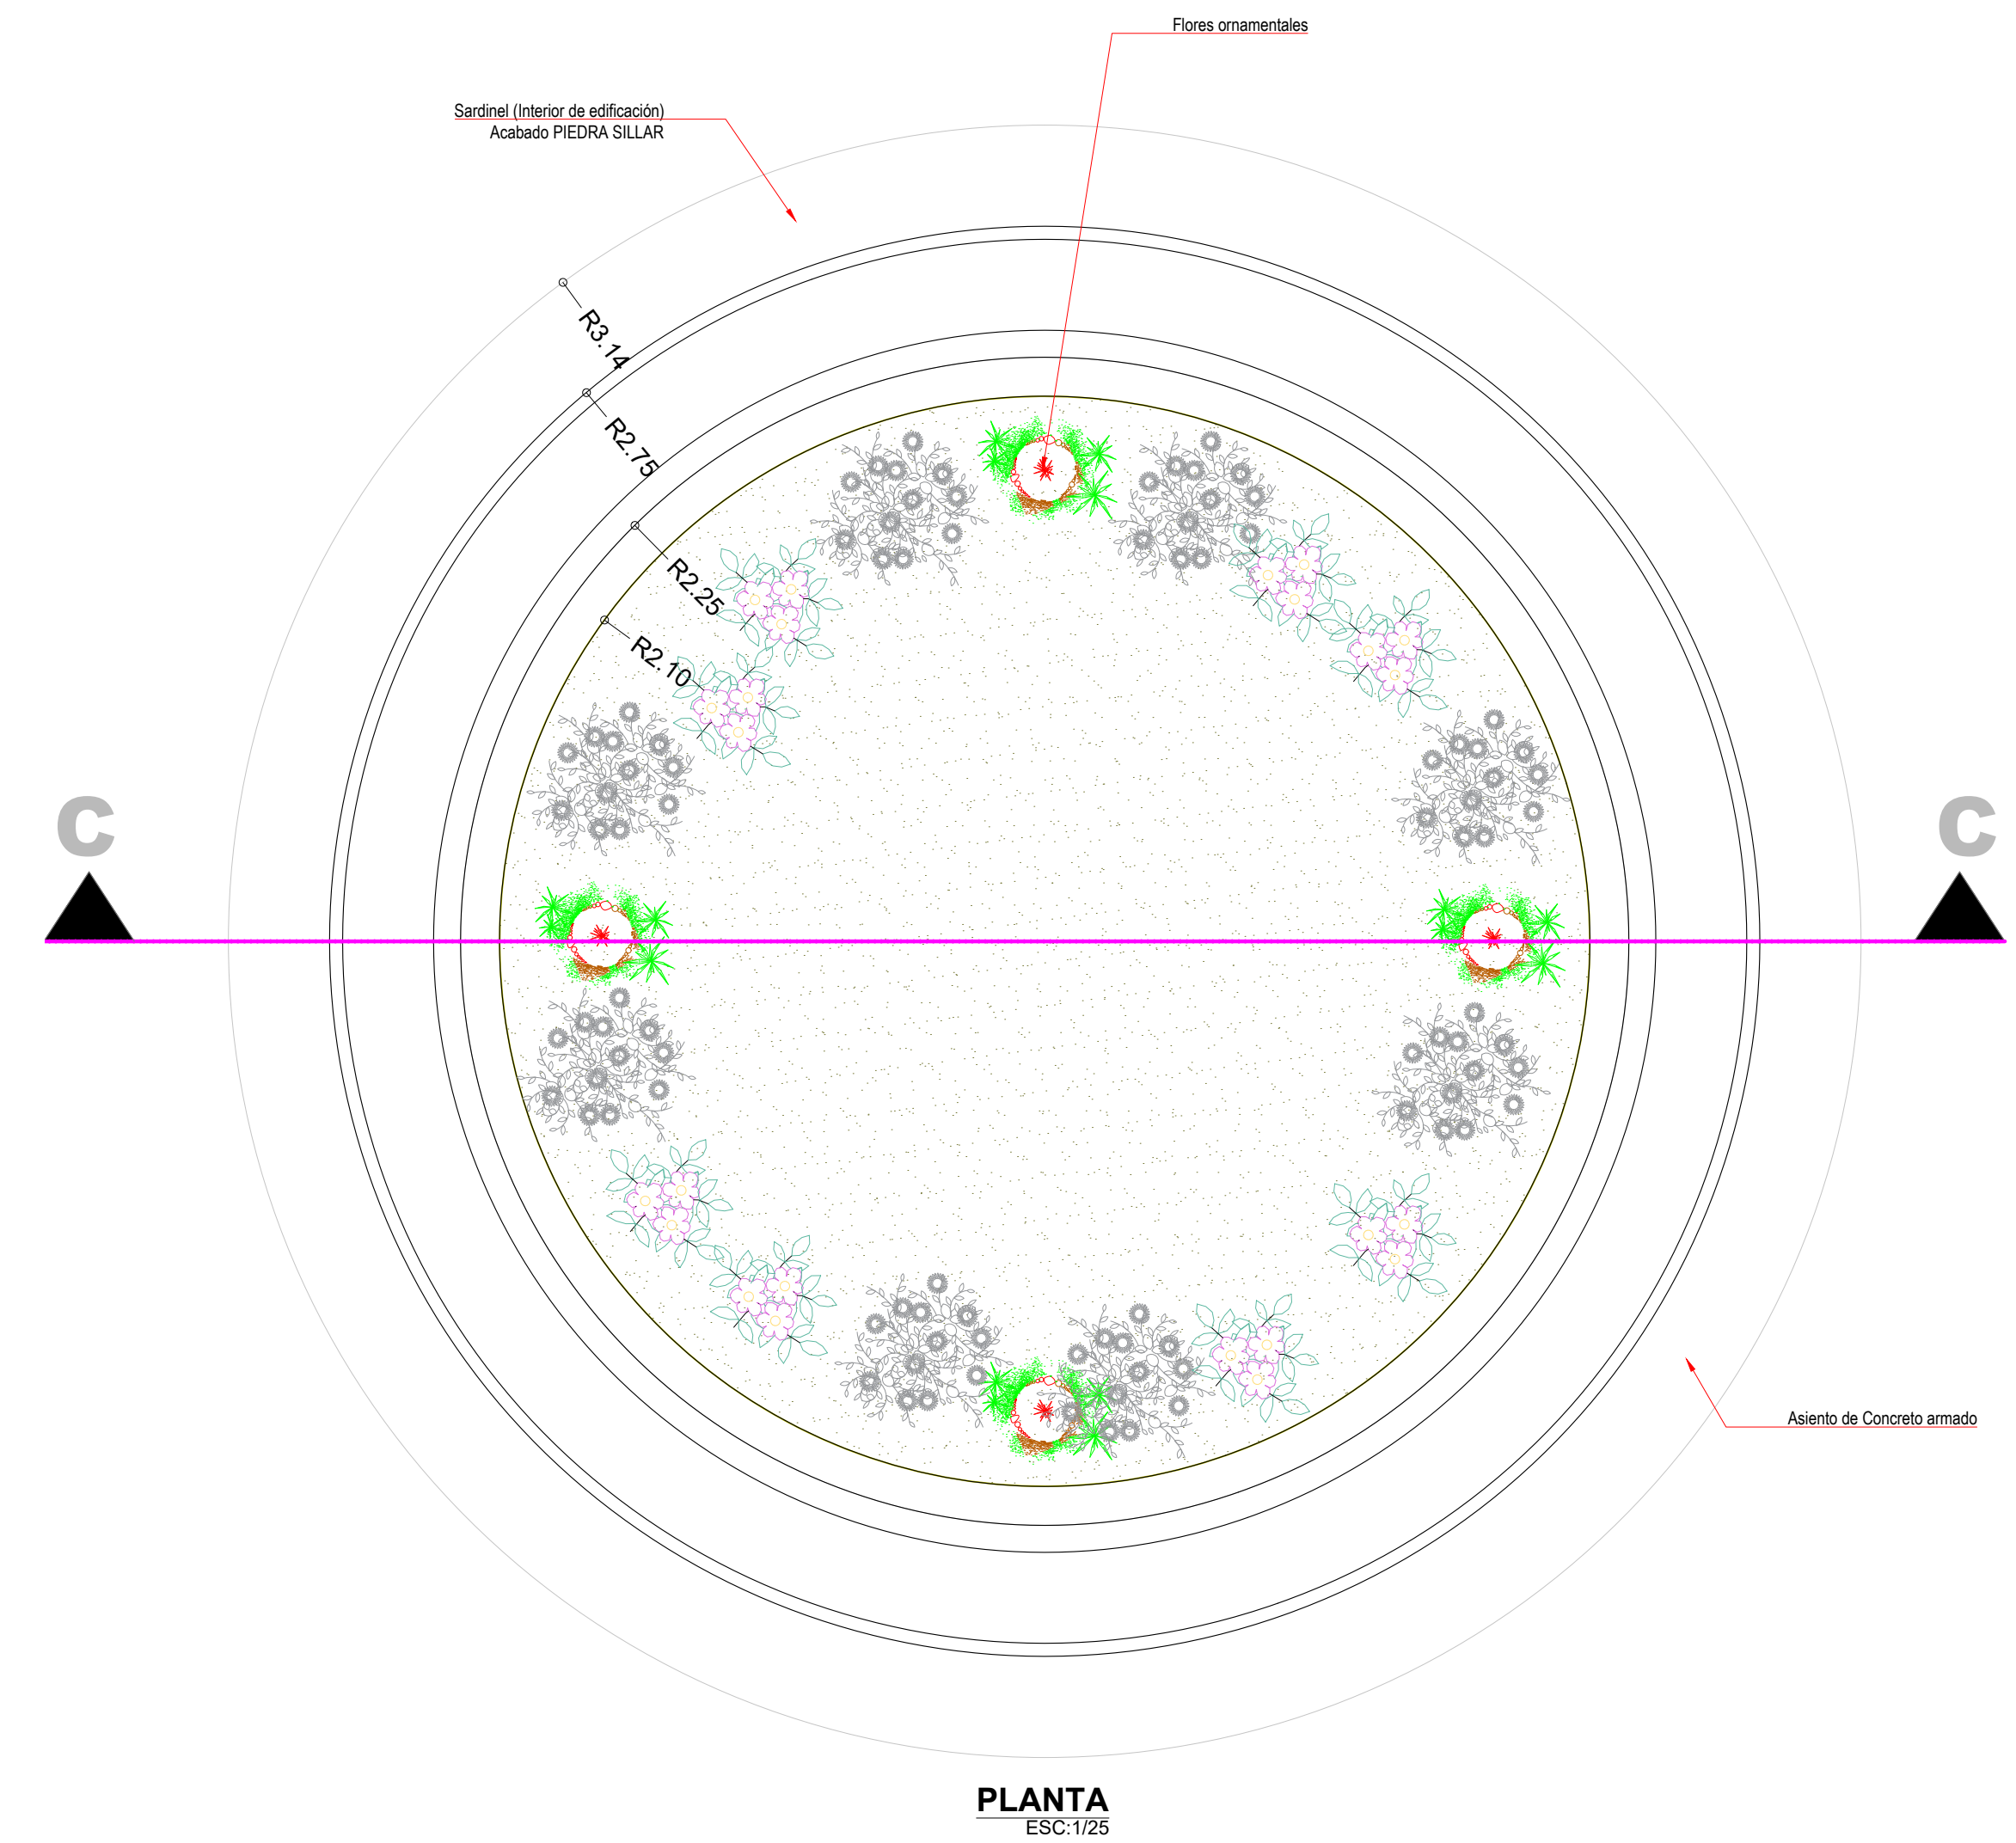 Flores ornamentales
Sardinel (Interior de edificación)
Acabado PIEDRA SILLAR
R3.14
R2.75
R2.25
R2.10
C
C
Asiento de Concreto armado
PLANTA
ESC:1/25